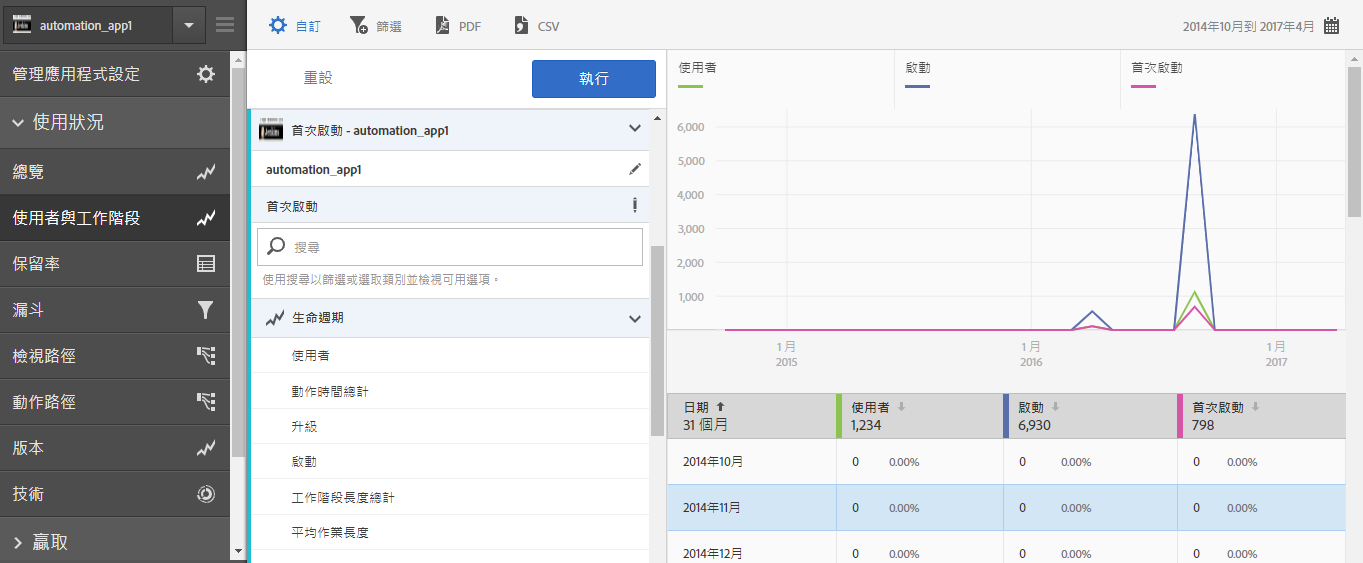 automation_app1
自訂
篩選
PDF
CSV
2014年10月到 2017年4月
管理應用程式設定
使用狀況
總覽
使用者與工作階段
保留率
漏斗
檢視路徑
動作路徑
版本
技術
贏取
重設
執行
首次啟動 - automation_app1
automation_app1
首次啟動
搜尋
使用搜尋以篩選或選取類別並檢視可用選項。
生命週期
使用者
動作時間總計
升級
啟動
工作階段長度總計
平均作業長度
使用者
啟動
首次啟動
6,000
5,000
4,000
3,000
2,000
1,000
1 月
2015
1 月
2016
1 月
2017
日期 使用者 啟動 首次啟動
31 個月 1,234 6,930 798
2014年10月 0 0.00% 0 0.00% 0 0.00%
2014年11月 0 0.00% 0 0.00% 0 0.00%
2014年12月 0 0.00% 0 0.00% 0 0.00%